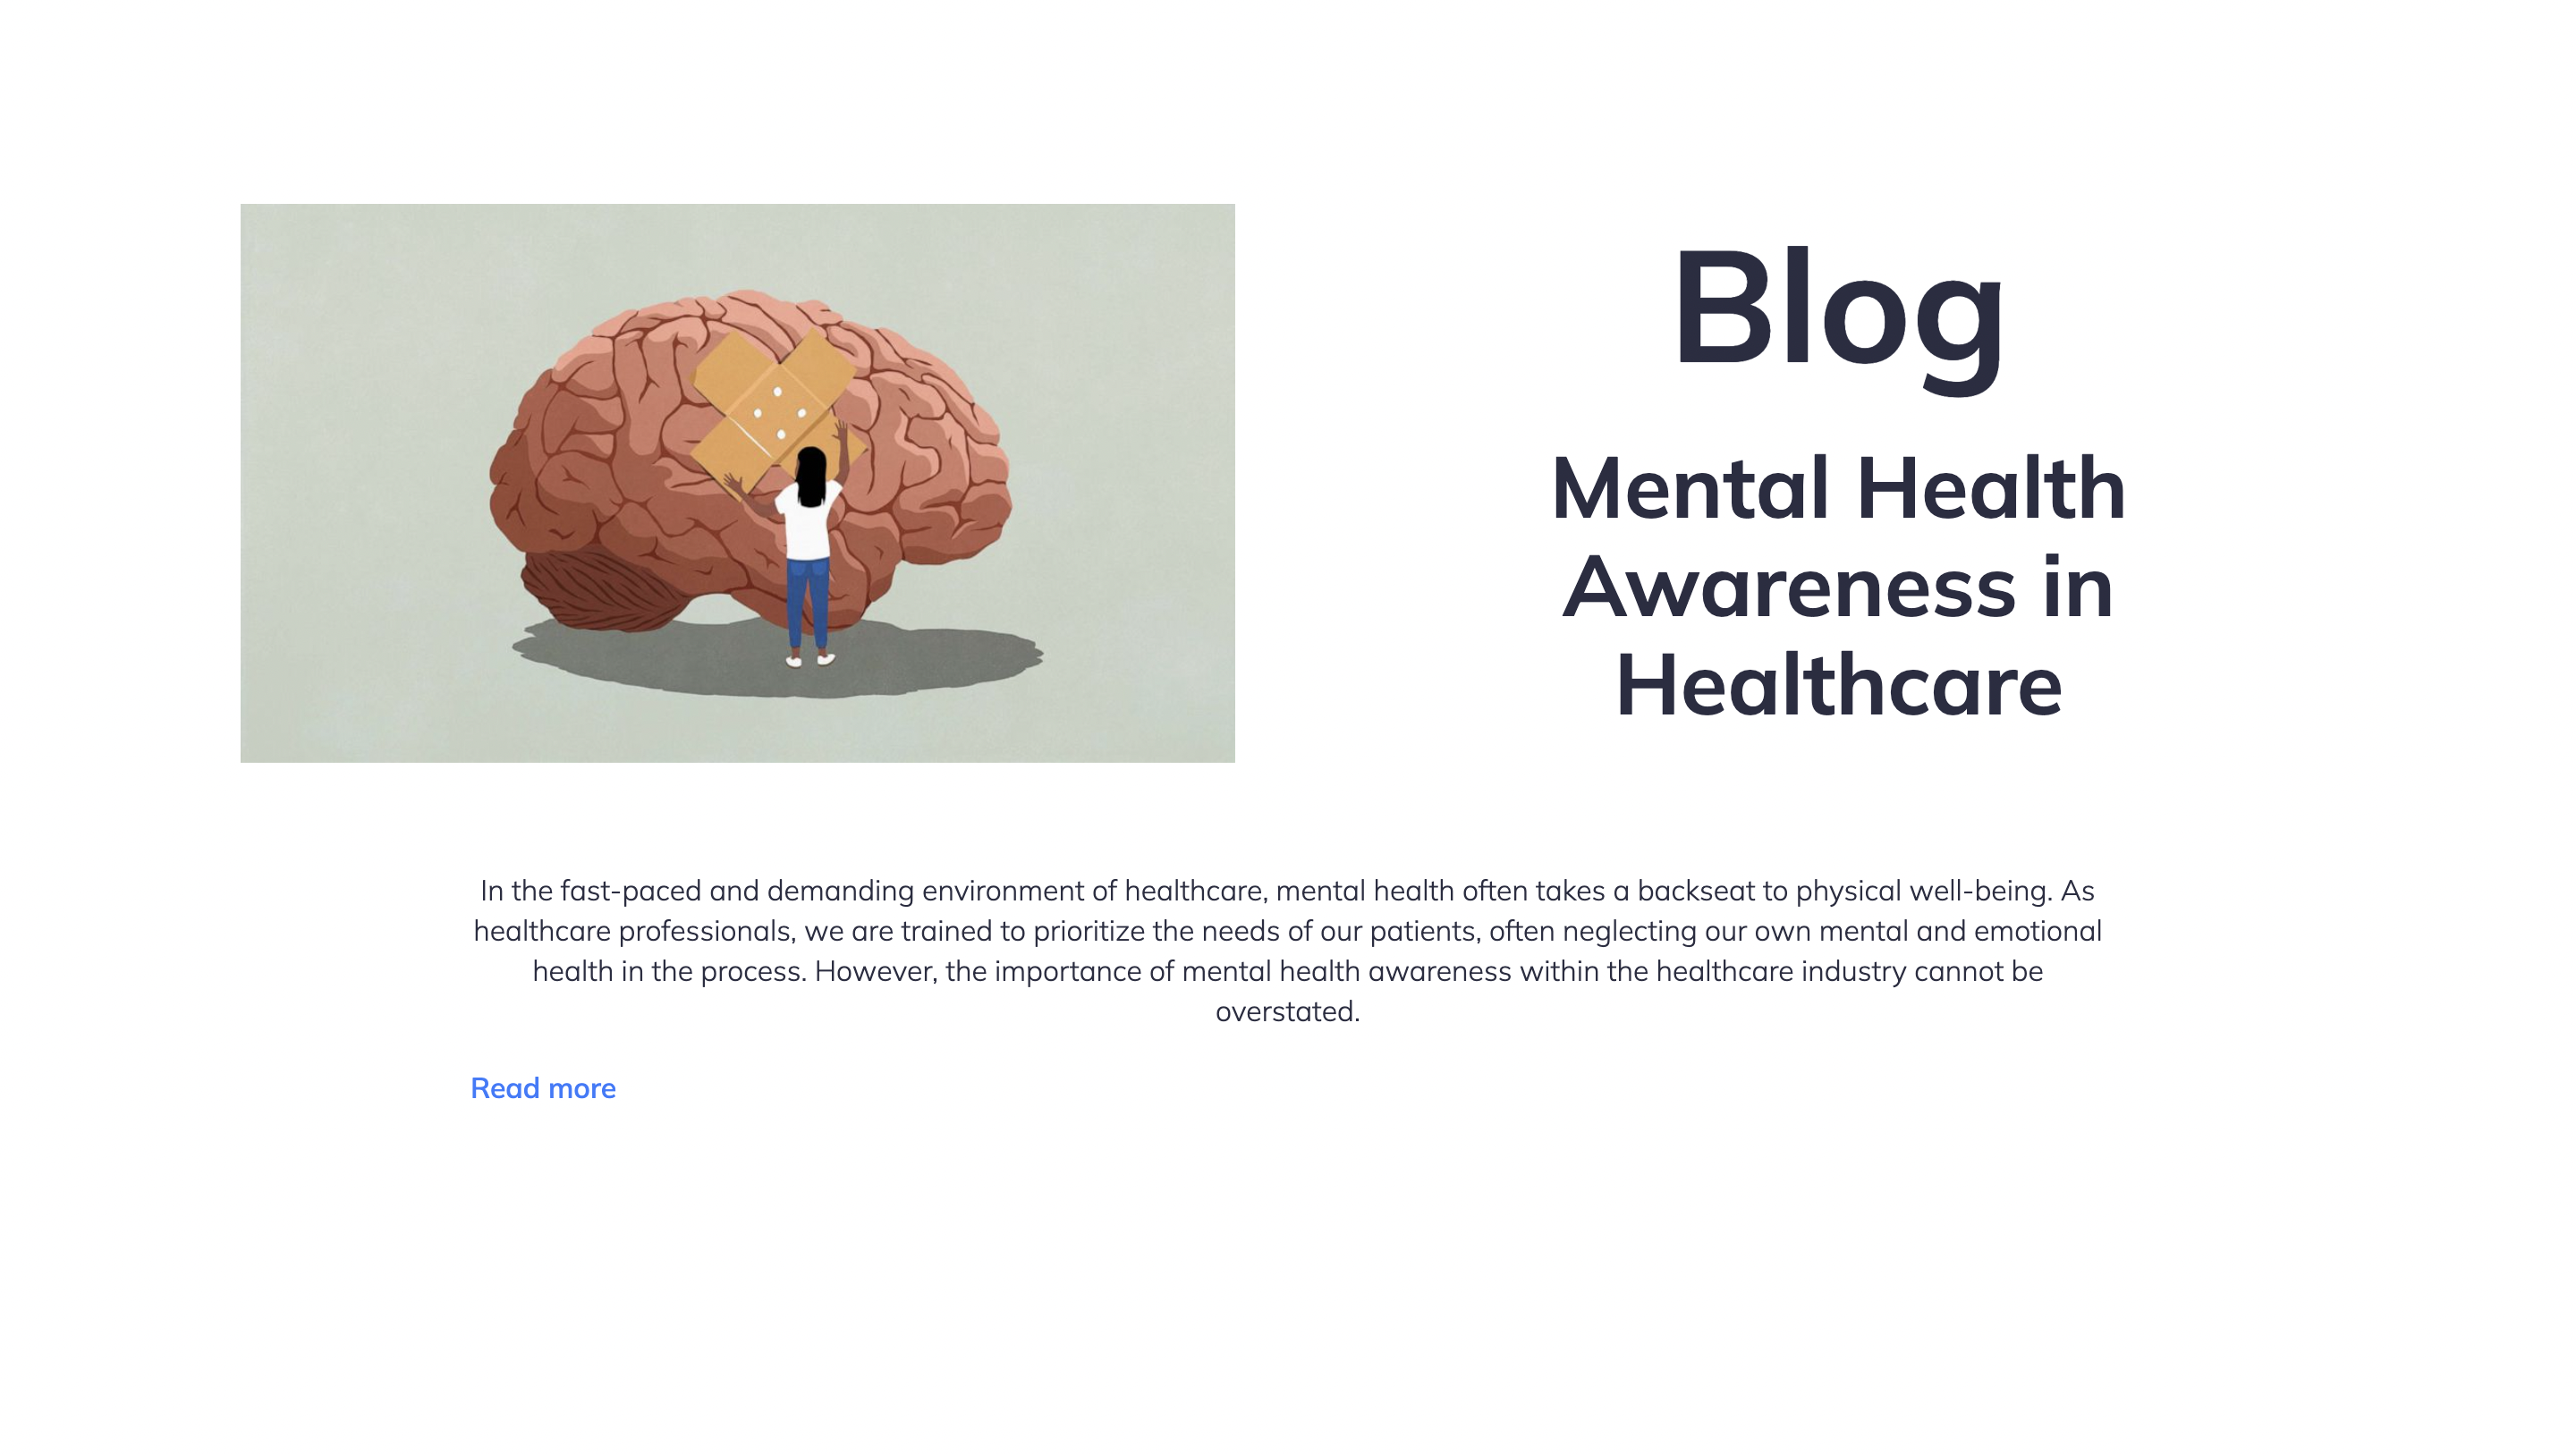 Blog
Mental Health
Awareness in
Healthcare
In the fast-paced and demanding environment of healthcare, mental health often takes a backseat to physical well-being. As
healthcare professionals, we are trained to prioritize the needs of our patients, often neglecting our own mental and emotional
health in the process. However, the importance of mental health awareness within the healthcare industry cannot be
overstated.
Read more